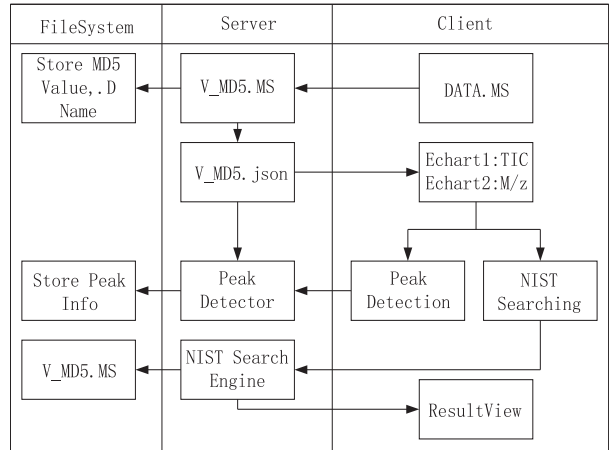 FileSystem
Server
Client
Store MD5
Value,.D
Name
V_MD5.MS
DATA.MS
V_MD5.json
Echart1:TIC
Echart2:M/z
Store Peak
Info
Peak
Detector
Peak
Detection
NIST
Searching
V_MD5.MS
NIST Search
Engine
ResultView